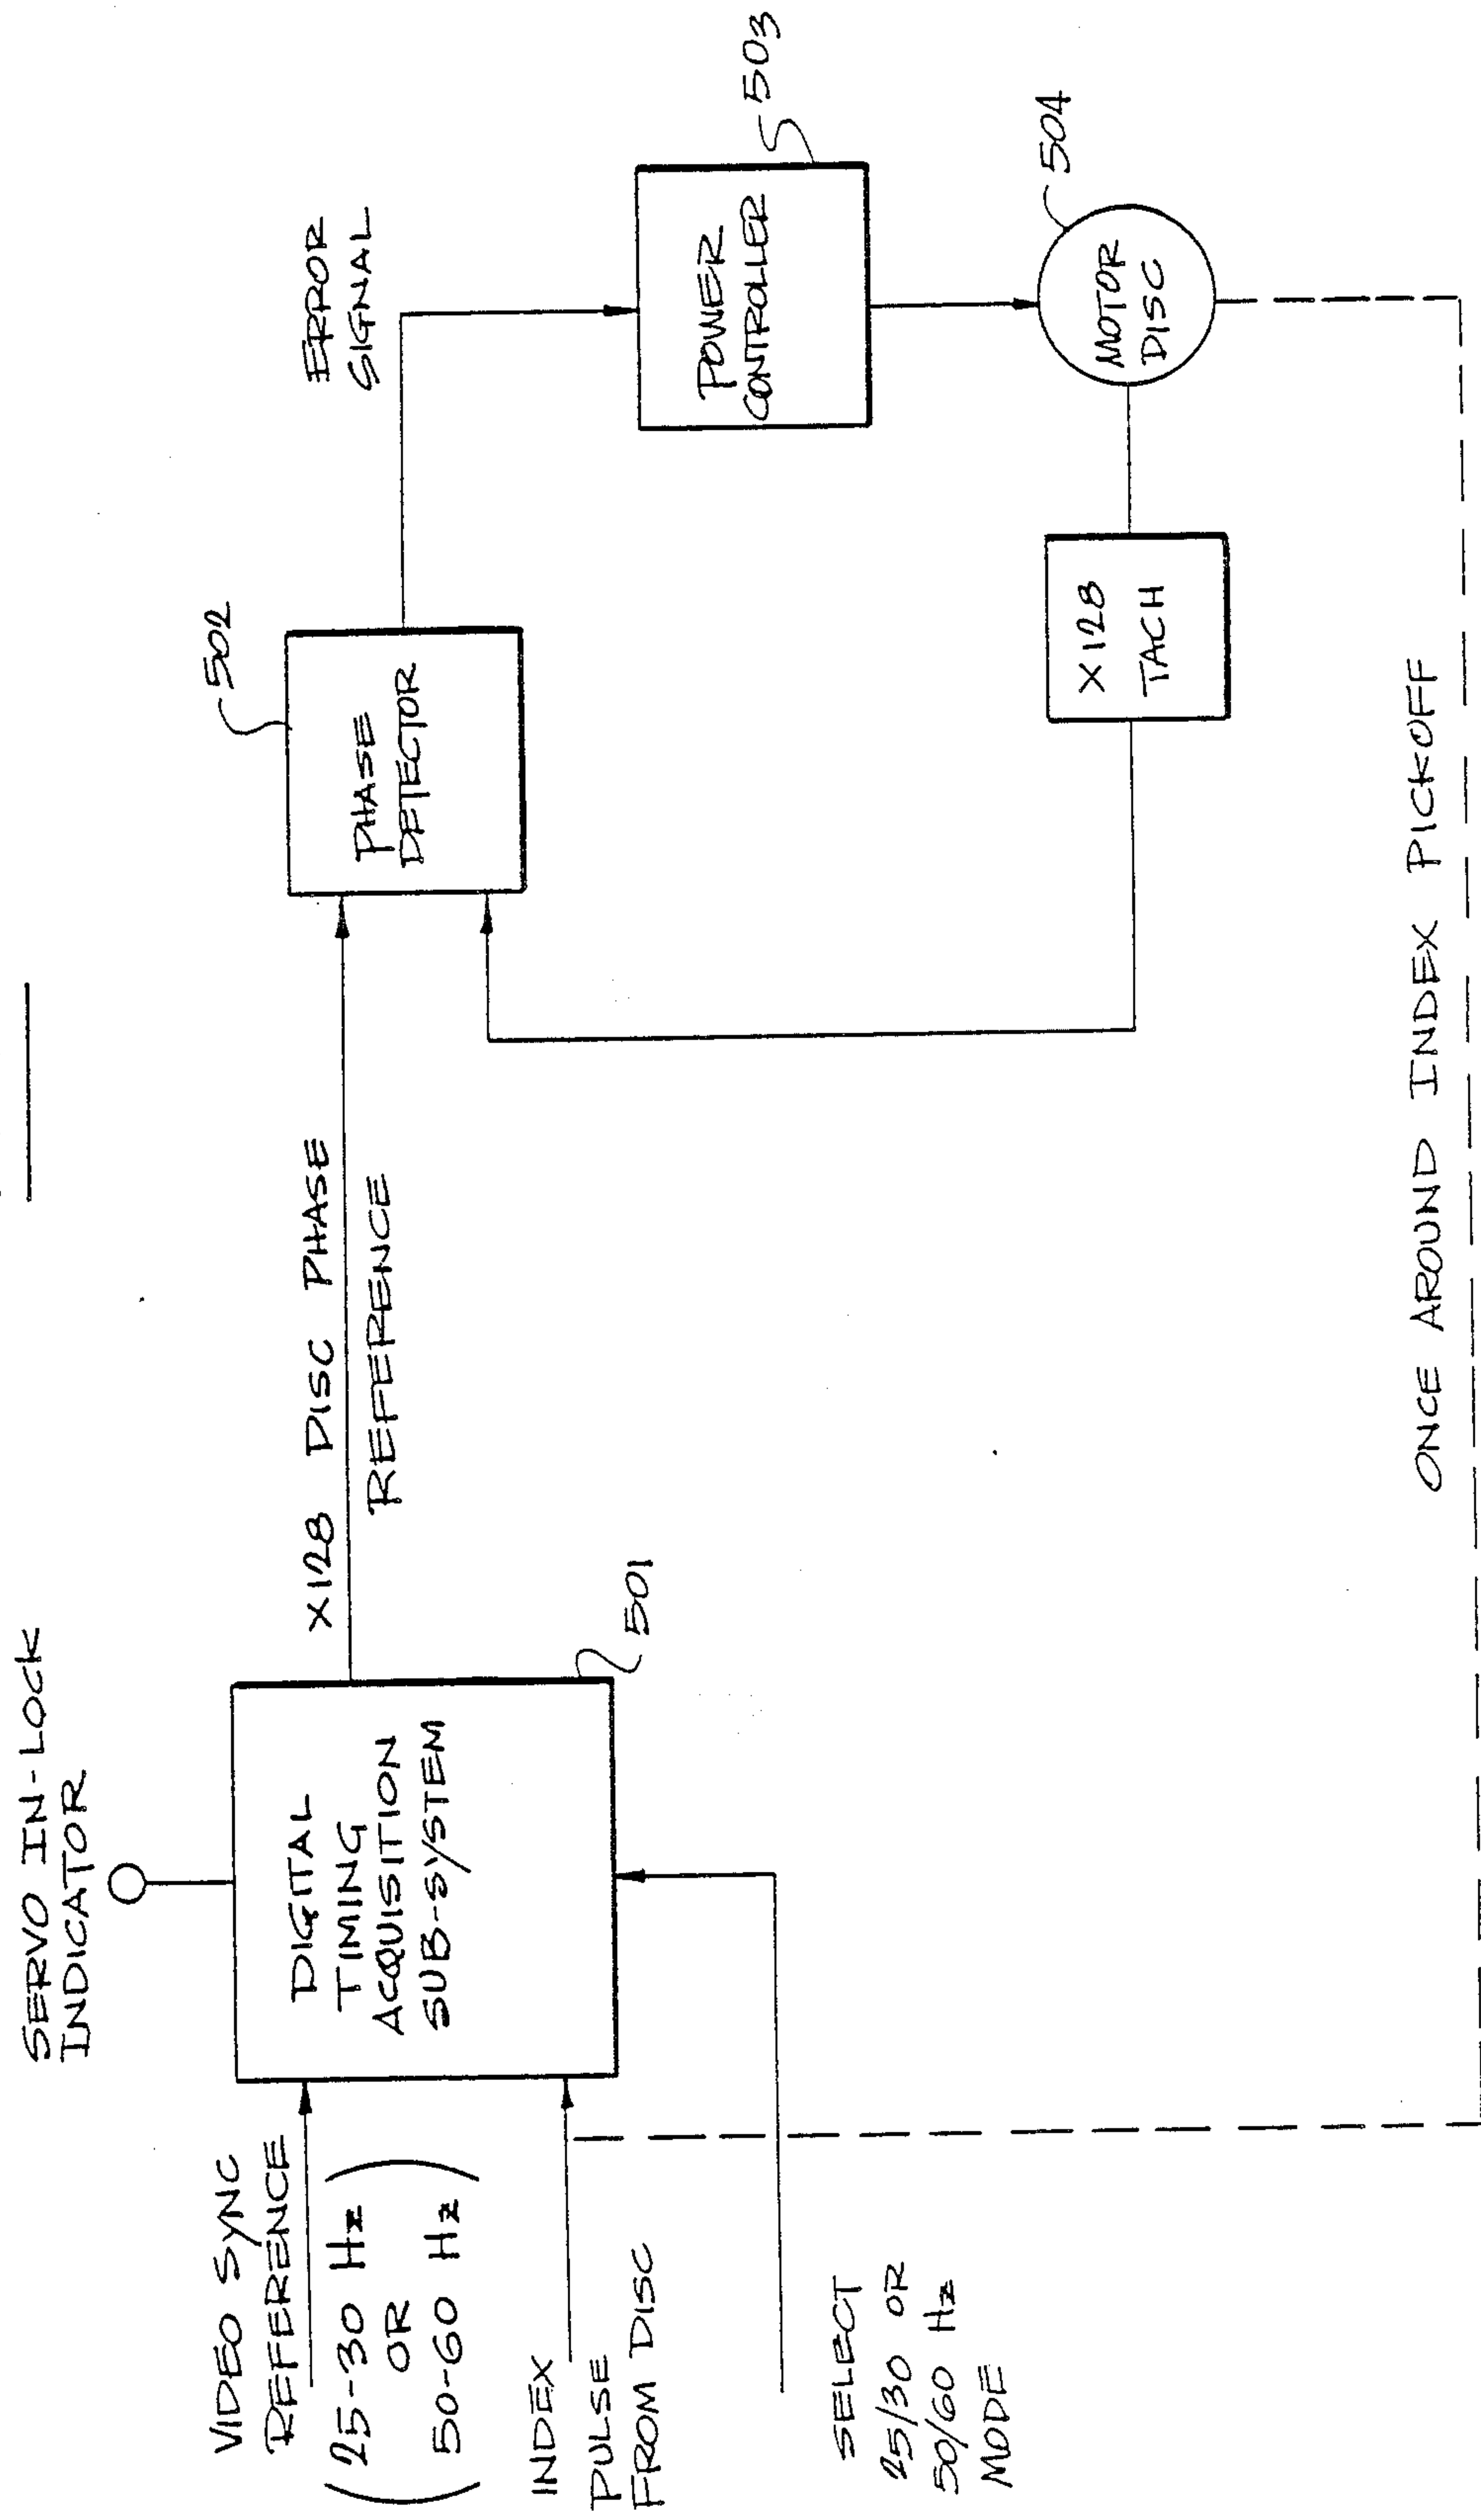 SERVO IN-LOCK
INDICATOR
VIDEO SYNC
REFERENCE
(25-30 Hz
OR
50-60 Hz)
INDEX
PULSE
FROM DISC
SELECT
25/30 OR
50/60 Hz
MODE
DIGITAL
TIMING
ACQUISITION
SUB-SYSTEM
501
X128 DISC PHASE
REFERENCE
502
PHASE
DETECTOR
ERROR
SIGNAL
POWER
CONTROLLER
503
MOTOR
DISC
504
X128
TACH
ONCE AROUND INDEX PICKOFF